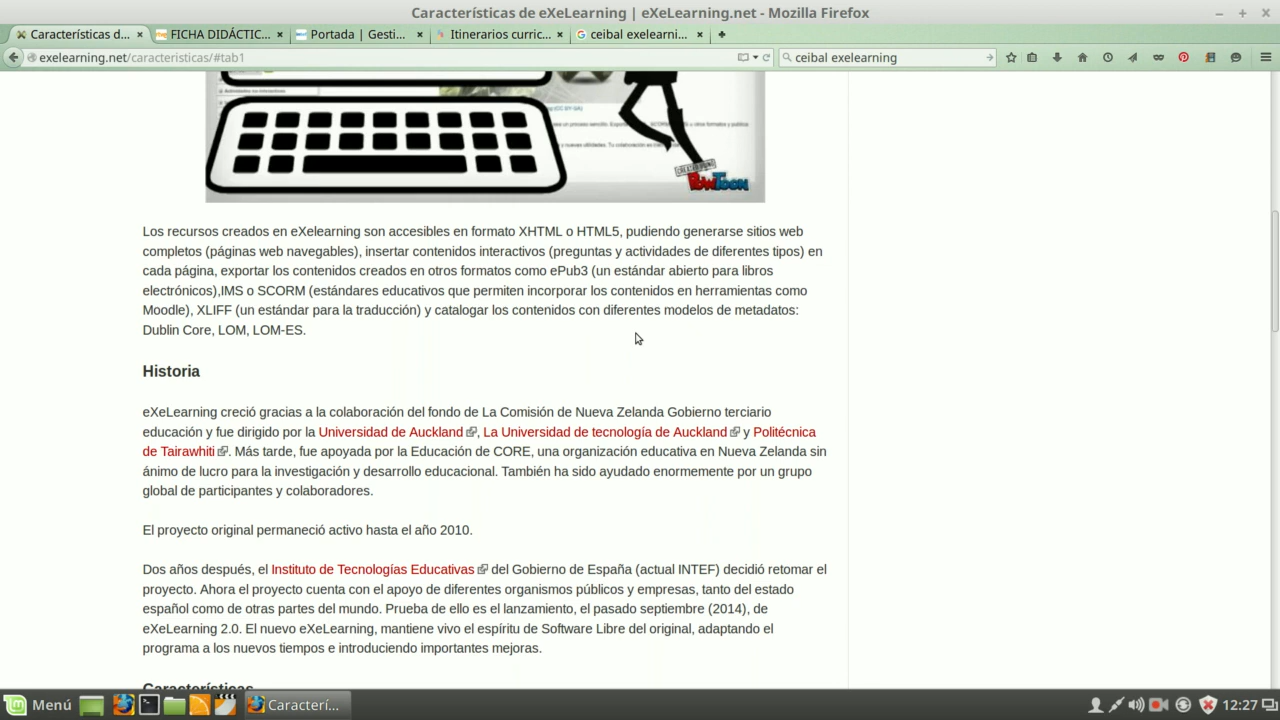 Características de eXeLearning | eXeLearning.net - Mozilla Firefox
Características d... × FICHA DIDÁCTIC... × Portada | Gesti... × Itinerarios curric... × ceibal exelearni... ×
exelearning.net/caracteristicas/#tab1 ceibal exelearning
CREATED USING
PowToon
Los recursos creados en eXelearning son accesibles en formato XHTML o HTML5, pudiendo generarse sitios web
completos (páginas web navegables), insertar contenidos interactivos (preguntas y actividades de diferentes tipos) en
cada página, exportar los contenidos creados en otros formatos como ePub3 (un estándar abierto para libros
electrónicos),IMS o SCORM (estándares educativos que permiten incorporar los contenidos en herramientas como
Moodle), XLIFF (un estándar para la traducción) y catalogar los contenidos con diferentes modelos de metadatos:
Dublin Core, LOM, LOM-ES.
Historia
eXeLearning creció gracias a la colaboración del fondo de La Comisión de Nueva Zelanda Gobierno terciario
educación y fue dirigido por la Universidad de Auckland, La Universidad de tecnología de Auckland y Politécnica
de Tairawhiti. Más tarde, fue apoyada por la Educación de CORE, una organización educativa en Nueva Zelanda sin
ánimo de lucro para la investigación y desarrollo educacional. También ha sido ayudado enormemente por un grupo
global de participantes y colaboradores.
El proyecto original permaneció activo hasta el año 2010.
Dos años después, el Instituto de Tecnologías Educativas del Gobierno de España (actual INTEF) decidió retomar el
proyecto. Ahora el proyecto cuenta con el apoyo de diferentes organismos públicos y empresas, tanto del estado
español como de otras partes del mundo. Prueba de ello es el lanzamiento, el pasado septiembre (2014), de
eXeLearning 2.0. El nuevo eXeLearning, mantiene vivo el espíritu de Software Libre del original, adaptando el
programa a los nuevos tiempos e introduciendo importantes mejoras.
Características
Menú Caracterí... 12:27